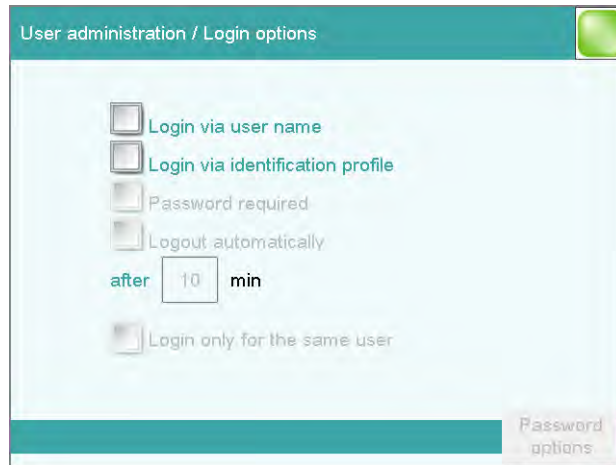 User administration / Login options
Login via user name
Login via identification profile
Password required
Logout automatically
after 10 min
Login only for the same user
Password
options